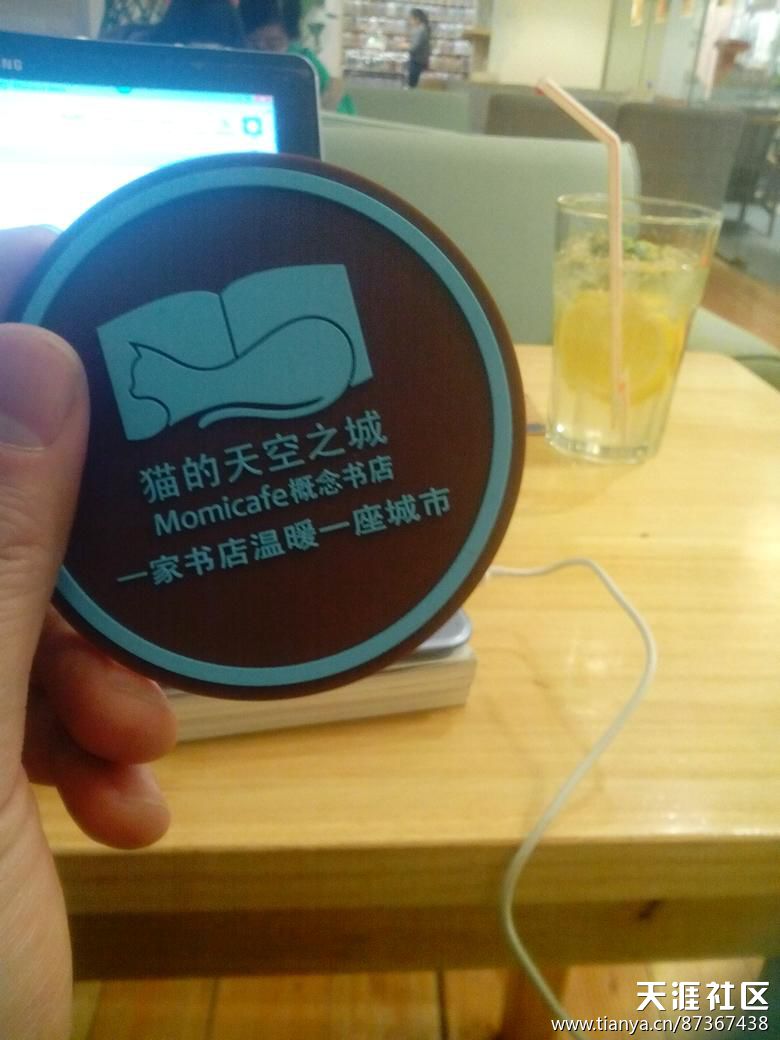 猫的天空之城
Momicafe概念书店
一家书店温暖一座城市
天涯社区
www.tianya.cn/87367438